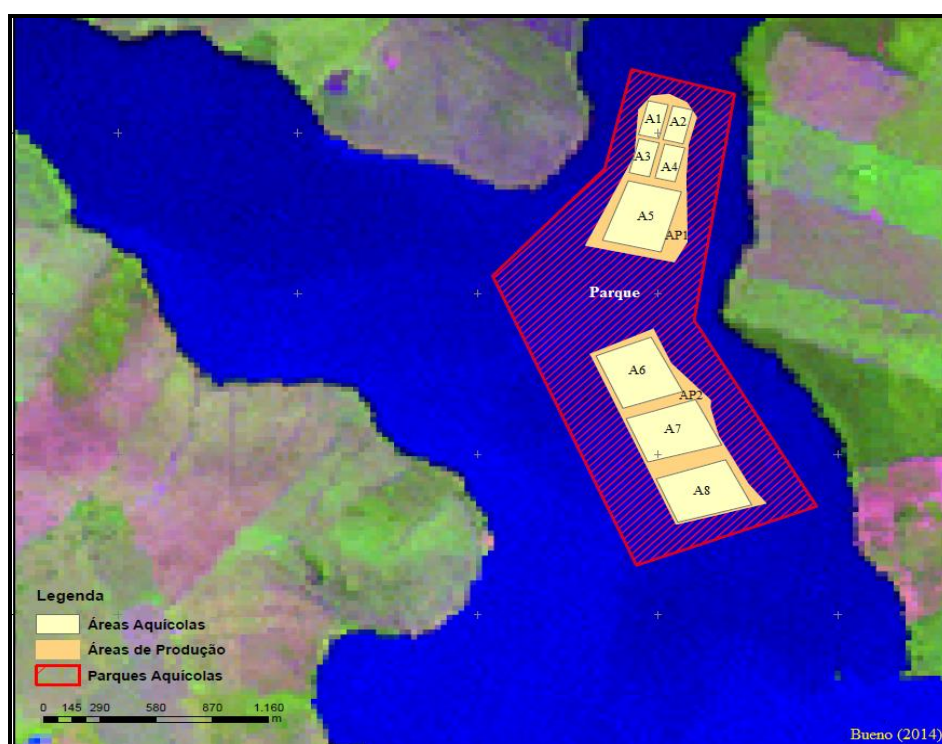 A1 A2
A3 A4
A5
AP1
Parque
A6
AP2
A7
A8
Legenda
Áreas Aquícolas
Áreas de Produção
Parques Aquícolas
0 145 290 580 870 1.160
m
Bueno (2014)